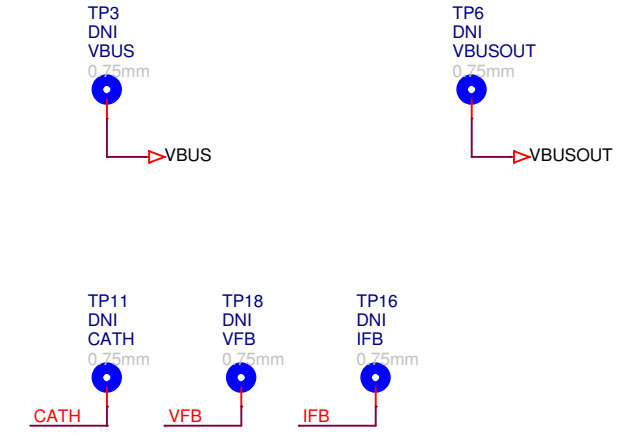 TP3
DNI
VBUS
0.75mm
VBUS
TP6
DNI
VBUSOUT
0.75mm
VBUSOUT
TP11
DNI
CATH
0.75mm
CATH
TP18
DNI
VFB
0.75mm
VFB
TP16
DNI
IFB
0.75mm
IFB